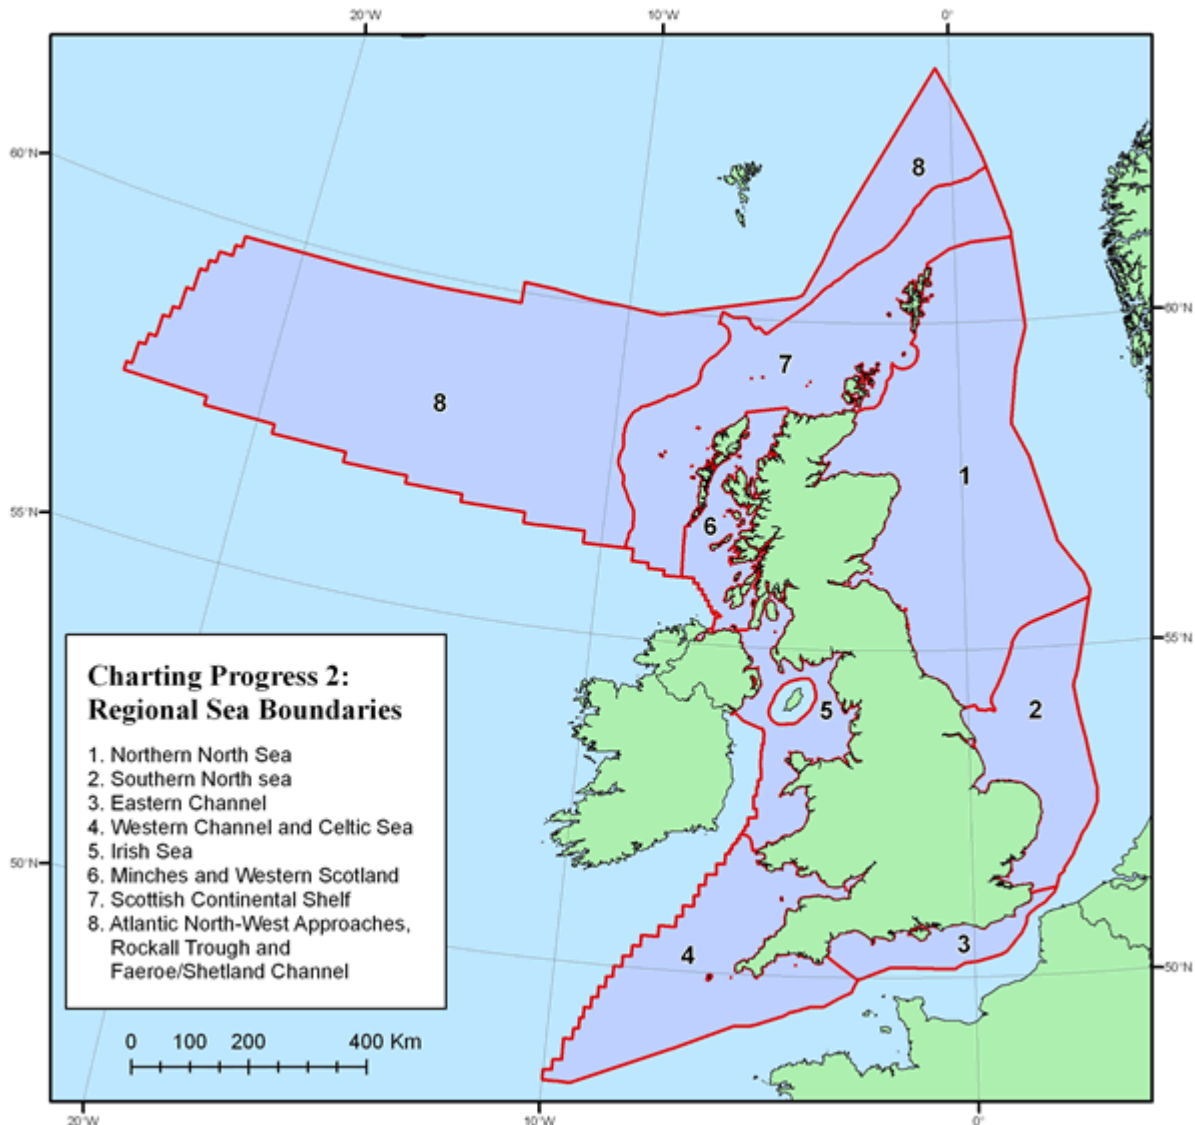 20°W 10°W 0°
60°N
8
60°N
7
8
1
55°N
6
55°N
Charting Progress 2:
Regional Sea Boundaries
1. Northern North Sea
2. Southern North sea
3. Eastern Channel
4. Western Channel and Celtic Sea
5. Irish Sea
6. Minches and Western Scotland
7. Scottish Continental Shelf
8. Atlantic North-West Approaches,
Rockall Trough and
Faeroe/Shetland Channel
5
2
50°N
3
4
50°N
0 100 200 400 Km
20°W 10°W 0°